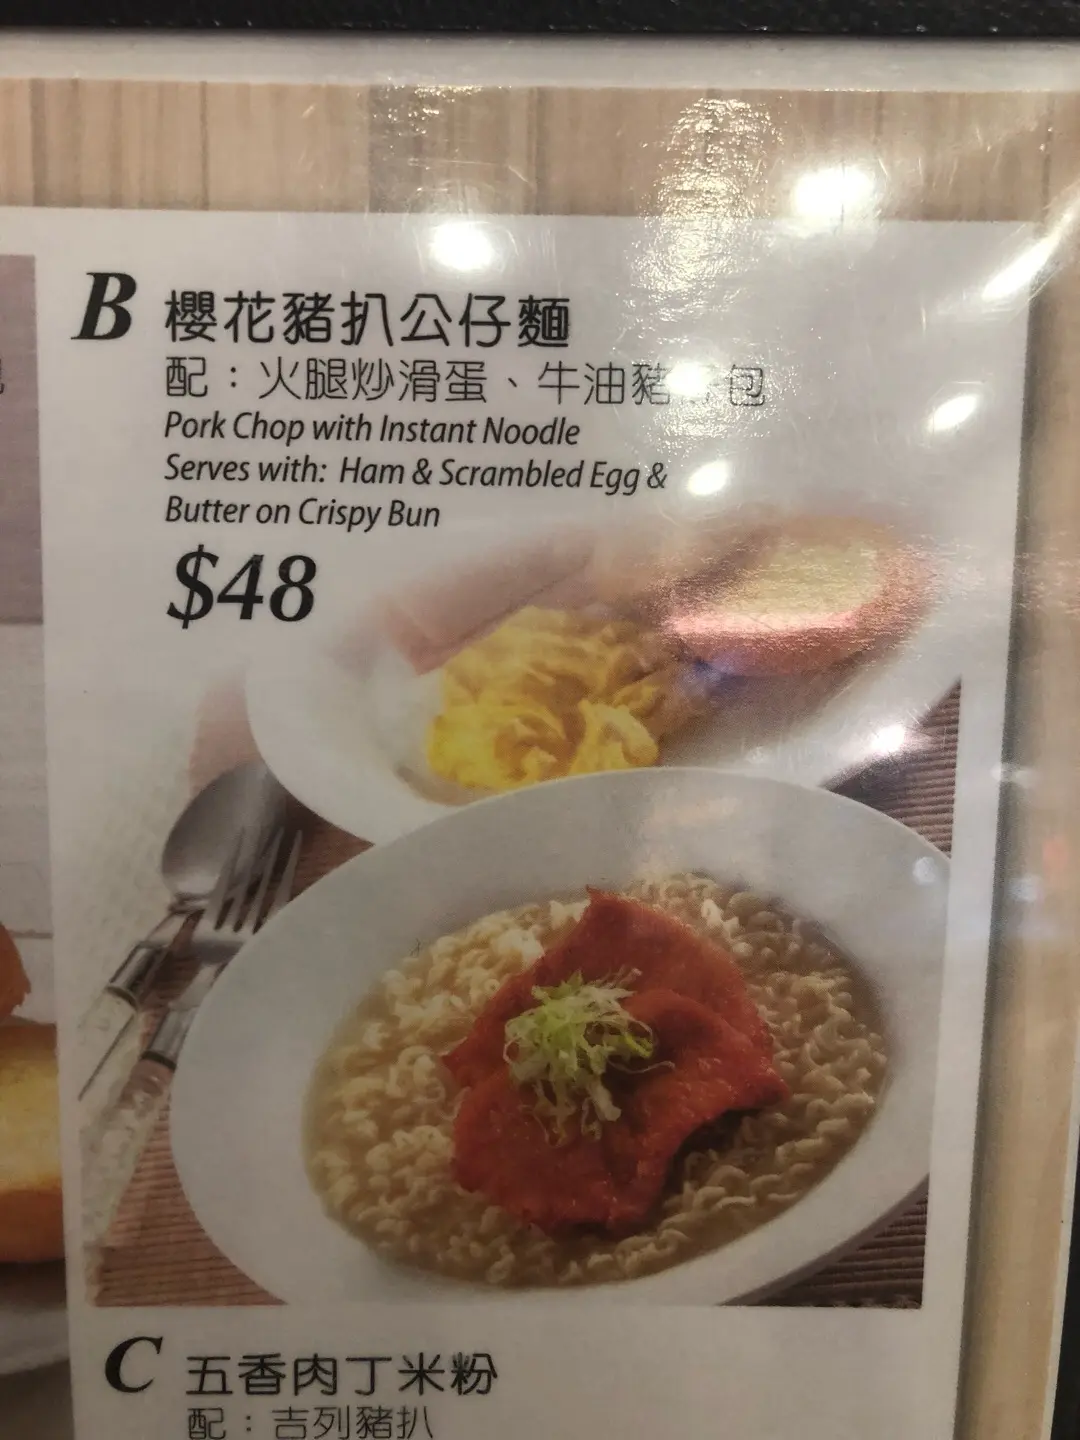 B 櫻花豬扒公仔麵
配：火腿炒滑蛋、牛油豬 包
Pork Chop with Instant Noodle
Serves with: Ham & Scrambled Egg &
Butter on Crispy Bun
$48
C 五香肉丁米粉
配：吉列豬扒